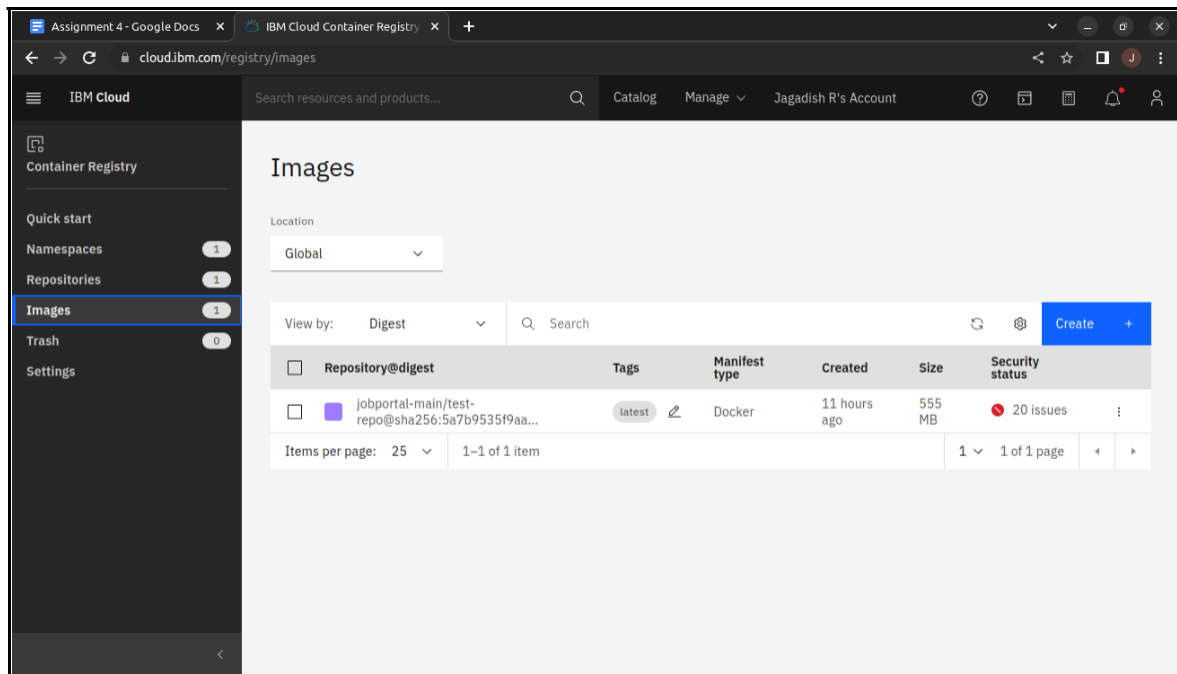 Assignment 4 - Google Docs
IBM Cloud Container Registry
cloud.ibm.com/registry/images
J
IBM Cloud
Search resources and products...
Catalog
Manage
Jagadish R's Account
Container Registry
Quick start
Namespaces 1
Repositories 1
Images 1
Trash 0
Settings
Images
Location
Global
View by: Digest
Search
Create +
Repository@digest
Tags
Manifest
type
Created
Size
Security
status
jobportal-main/test-
repo@sha256:5a7b9535f9aa...
latest
Docker
11 hours
ago
555
MB
20 issues
Items per page: 25
1–1 of 1 item
1
1 of 1 page